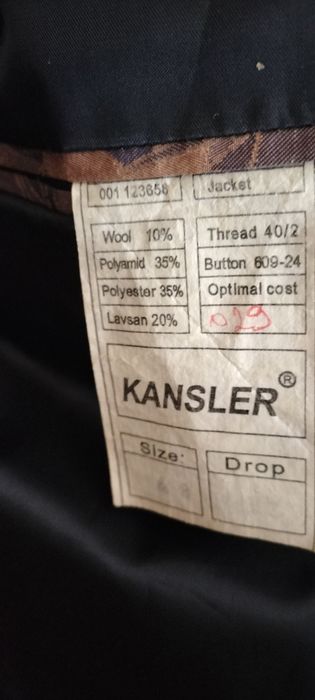 001 123658
Jacket
Wool 10%
Polyamid 35%
Polyester 35%
Lavsan 20%
Thread 40/2
Button 609-24
Optimal cost
KANSLER®
Size:
Drop